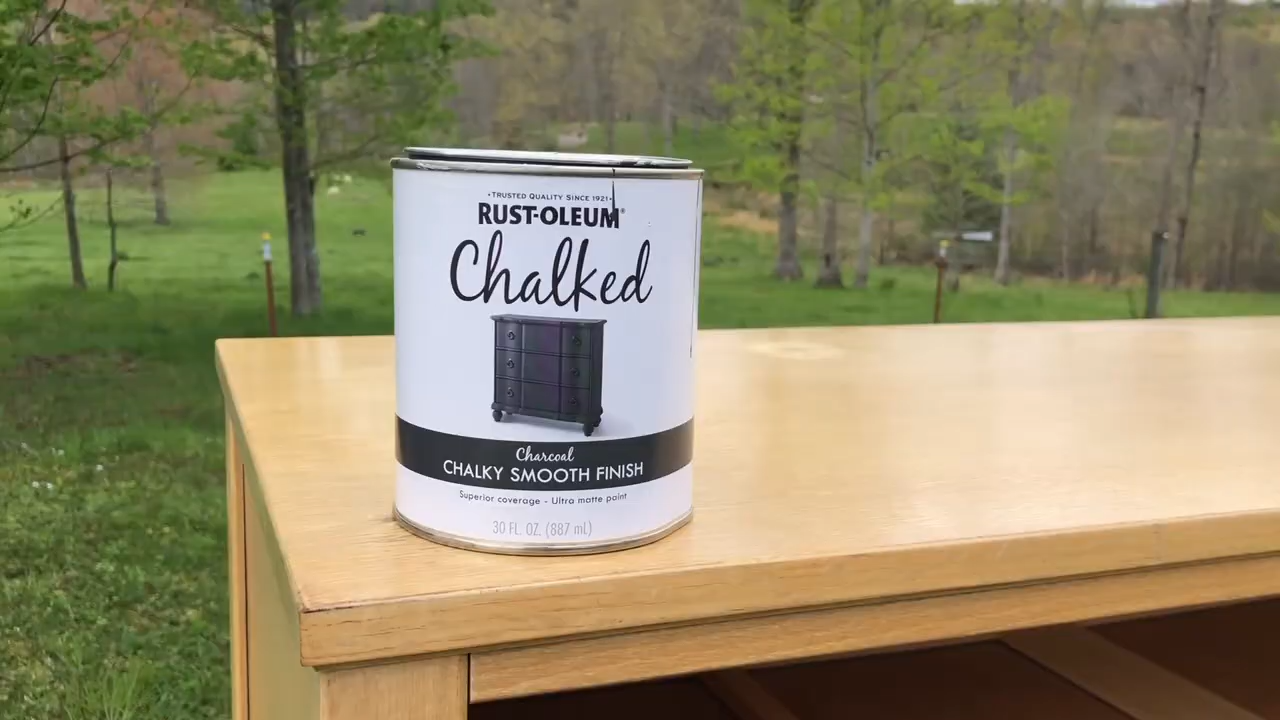 •TRUSTED QUALITY SINCE 1921•
RUST-OLEUM®
Chalked
Charcoal
CHALKY SMOOTH FINISH
Superior coverage - Ultra matte paint
30 FL. OZ. (887 mL)